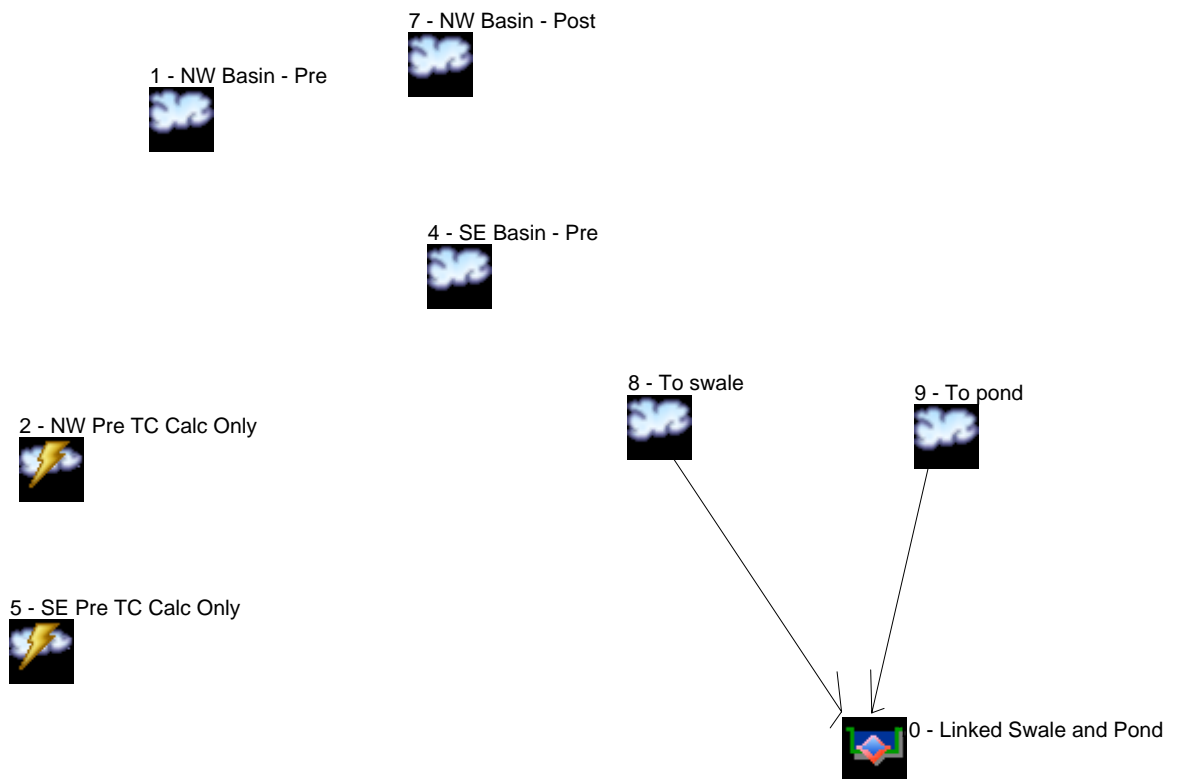 7 - NW Basin - Post
1 - NW Basin - Pre
4 - SE Basin - Pre
8 - To swale
9 - To pond
2 - NW Pre TC Calc Only
5 - SE Pre TC Calc Only
0 - Linked Swale and Pond